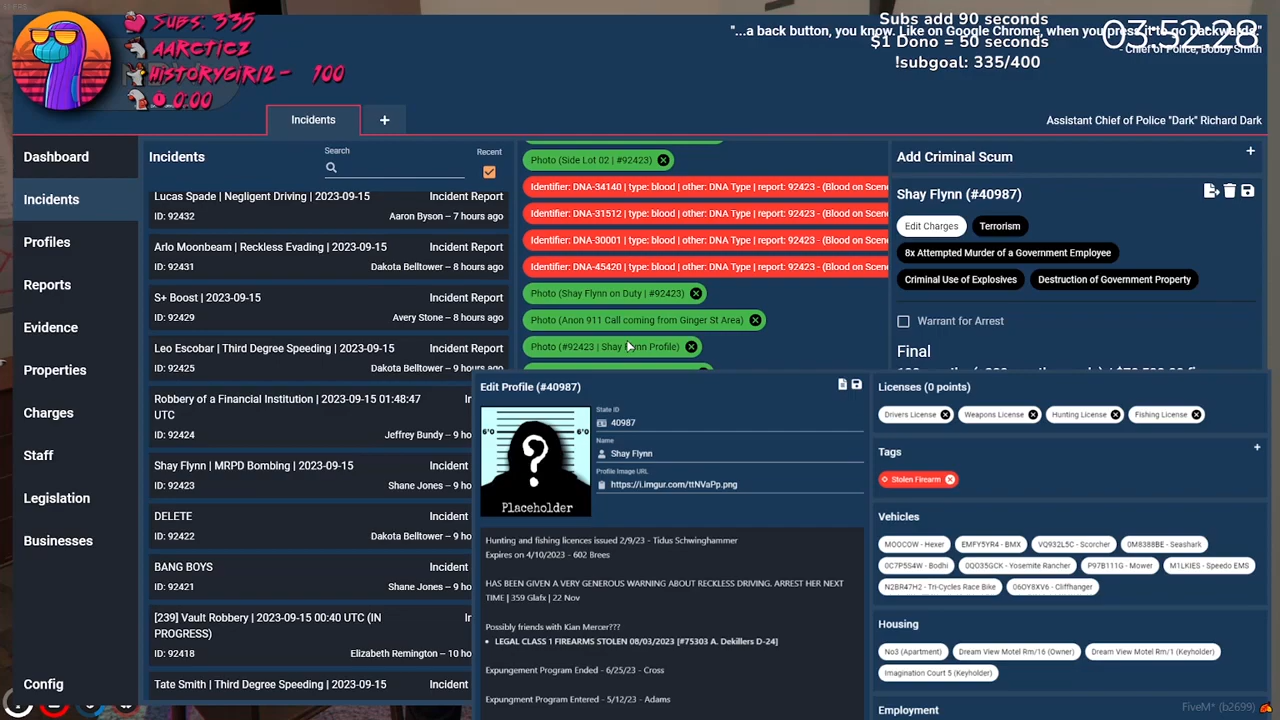 Subs: 335
AARCTICZ
HISTORYGIRL2- 100
0:00
Subs add 90 seconds
$1 Dono = 50 seconds
!subgoal: 335/400
03:52:28
"...a back button, you know. Like on Google Chrome, when you press it to go backwards."
- Chief of Police, Bobby Smith
Incidents
+
Assistant Chief of Police "Dark" Richard Dark
Dashboard
Incidents
Profiles
Reports
Evidence
Properties
Charges
Staff
Legislation
Businesses
Config
Incidents
Search
Recent
Lucas Spade | Negligent Driving | 2023-09-15
Incident Report
ID: 92432
Aaron Byson - 7 hours ago
Arlo Moonbeam | Reckless Evading | 2023-09-15
Incident Report
ID: 92431
Dakota Belltower - 8 hours ago
S+ Boost | 2023-09-15
Incident Report
ID: 92429
Avery Stone - 8 hours ago
Leo Escobar | Third Degree Speeding | 2023-09-15
Incident Report
ID: 92425
Dakota Belltower - 9 hours ago
Robbery of a Financial Institution | 01:48:47
UTC
ID: 92424
Jeffrey Bundy - 9 ho
Shay Flynn | MRPD Bombing | 2023-09-15
Incident
ID: 92423
Shane Jones - 9 hou
DELETE
Incident
ID: 92422
Dakota Belltower - 9 hou
BANG BOYS
Incident
ID: 92421
Shane Jones - 9 hou
[239] Vault Robbery | 2023-09-15 00:40 UTC (IN
PROGRESS)
ID: 92418
Elizabeth Remington - 10 ho
Tate Smith | Third Degree Speeding | 2023-09-15
Incident
Photo (Side Lot 02 | #92423)
Identifier: DNA-34140 | type: blood | other: DNA Type | report: 92423 - (Blood on Scene
Identifier: DNA-31512 | type: blood | other: DNA Type | report: 92423 - (Blood on Scene
Identifier: DNA-30001 | type: blood | other: DNA Type | report: 92423 - (Blood on Scene
Identifier: DNA-45420 | type: blood | other: DNA Type | report: 92423 - (Blood on Scene
Photo (Shay Flynn on Duty | #92423)
Photo (Anon 911 Call coming from Ginger St Area)
Photo (#92423 | Shay Flynn Profile)
Add Criminal Scum
+
Shay Flynn (#40987)
Edit Charges
Terrorism
8x Attempted Murder of a Government Employee
Criminal Use of Explosives
Destruction of Government Property
Warrant for Arrest
Final
Edit Profile (#40987)
6'0
6'0
?
Placeholder
State ID
40987
Name
Shay Flynn
Profile Image URL
https://i.imgur.com/ttNVaPp.png
Hunting and fishing licences issued 2/9/23 - Tidus Schwinghammer
Expires on 4/10/2023 - 602 Brees
HAS BEEN GIVEN A VERY GENEROUS WARNING ABOUT RECKLESS DRIVING. ARREST HER NEXT
TIME | 359 Glafx | 22 Nov
Possibly friends with Kian Mercer???
• LEGAL CLASS 1 FIREARMS STOLEN 08/03/2023 [#75303 A. Dekillers D-24]
Expungement Program Ended - 6/25/23 - Cross
Expungment Program Entered - 5/12/23 - Adams
Licenses (0 points)
Drivers License
Weapons License
Hunting License
Fishing License
Tags
+
Stolen Firearm
Vehicles
MOOCOW - Hexer
EMFY5YR4 - BMX
VQ932L5C - Scorcher
0M8388BE - Seashark
0C7P5S4W - Bodhi
0QO35GCK - Yosemite Rancher
P97B111G - Mower
M1LKIES - Speedo EMS
N2BR47H2 - Tri-Cycles Race Bike
06OY8XV6 - Cliffhanger
Housing
No3 (Apartment)
Dream View Motel Rm/16 (Owner)
Dream View Motel Rm/1 (Keyholder)
Imagination Court 5 (Keyholder)
Employment
FiveM* (b2699)